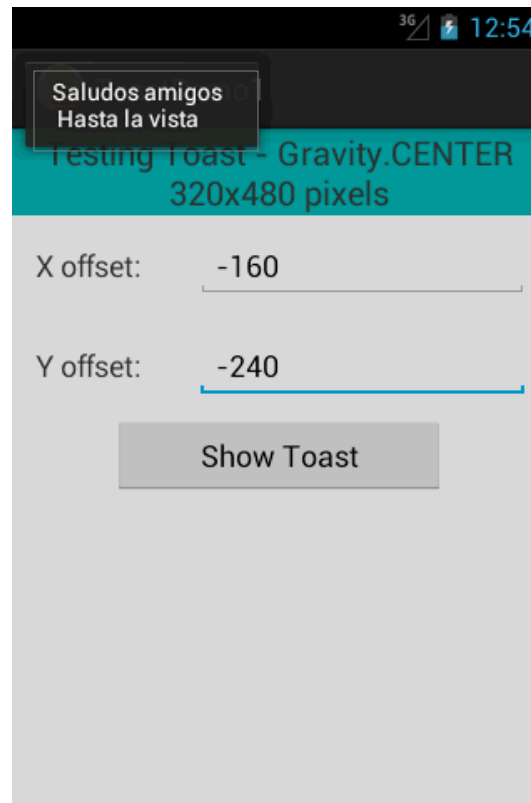 3G 12:54
Saludos amigos
Hasta la vista
Testing Toast - Gravity.CENTER
320x480 pixels
X offset: -160
Y offset: -240
Show Toast